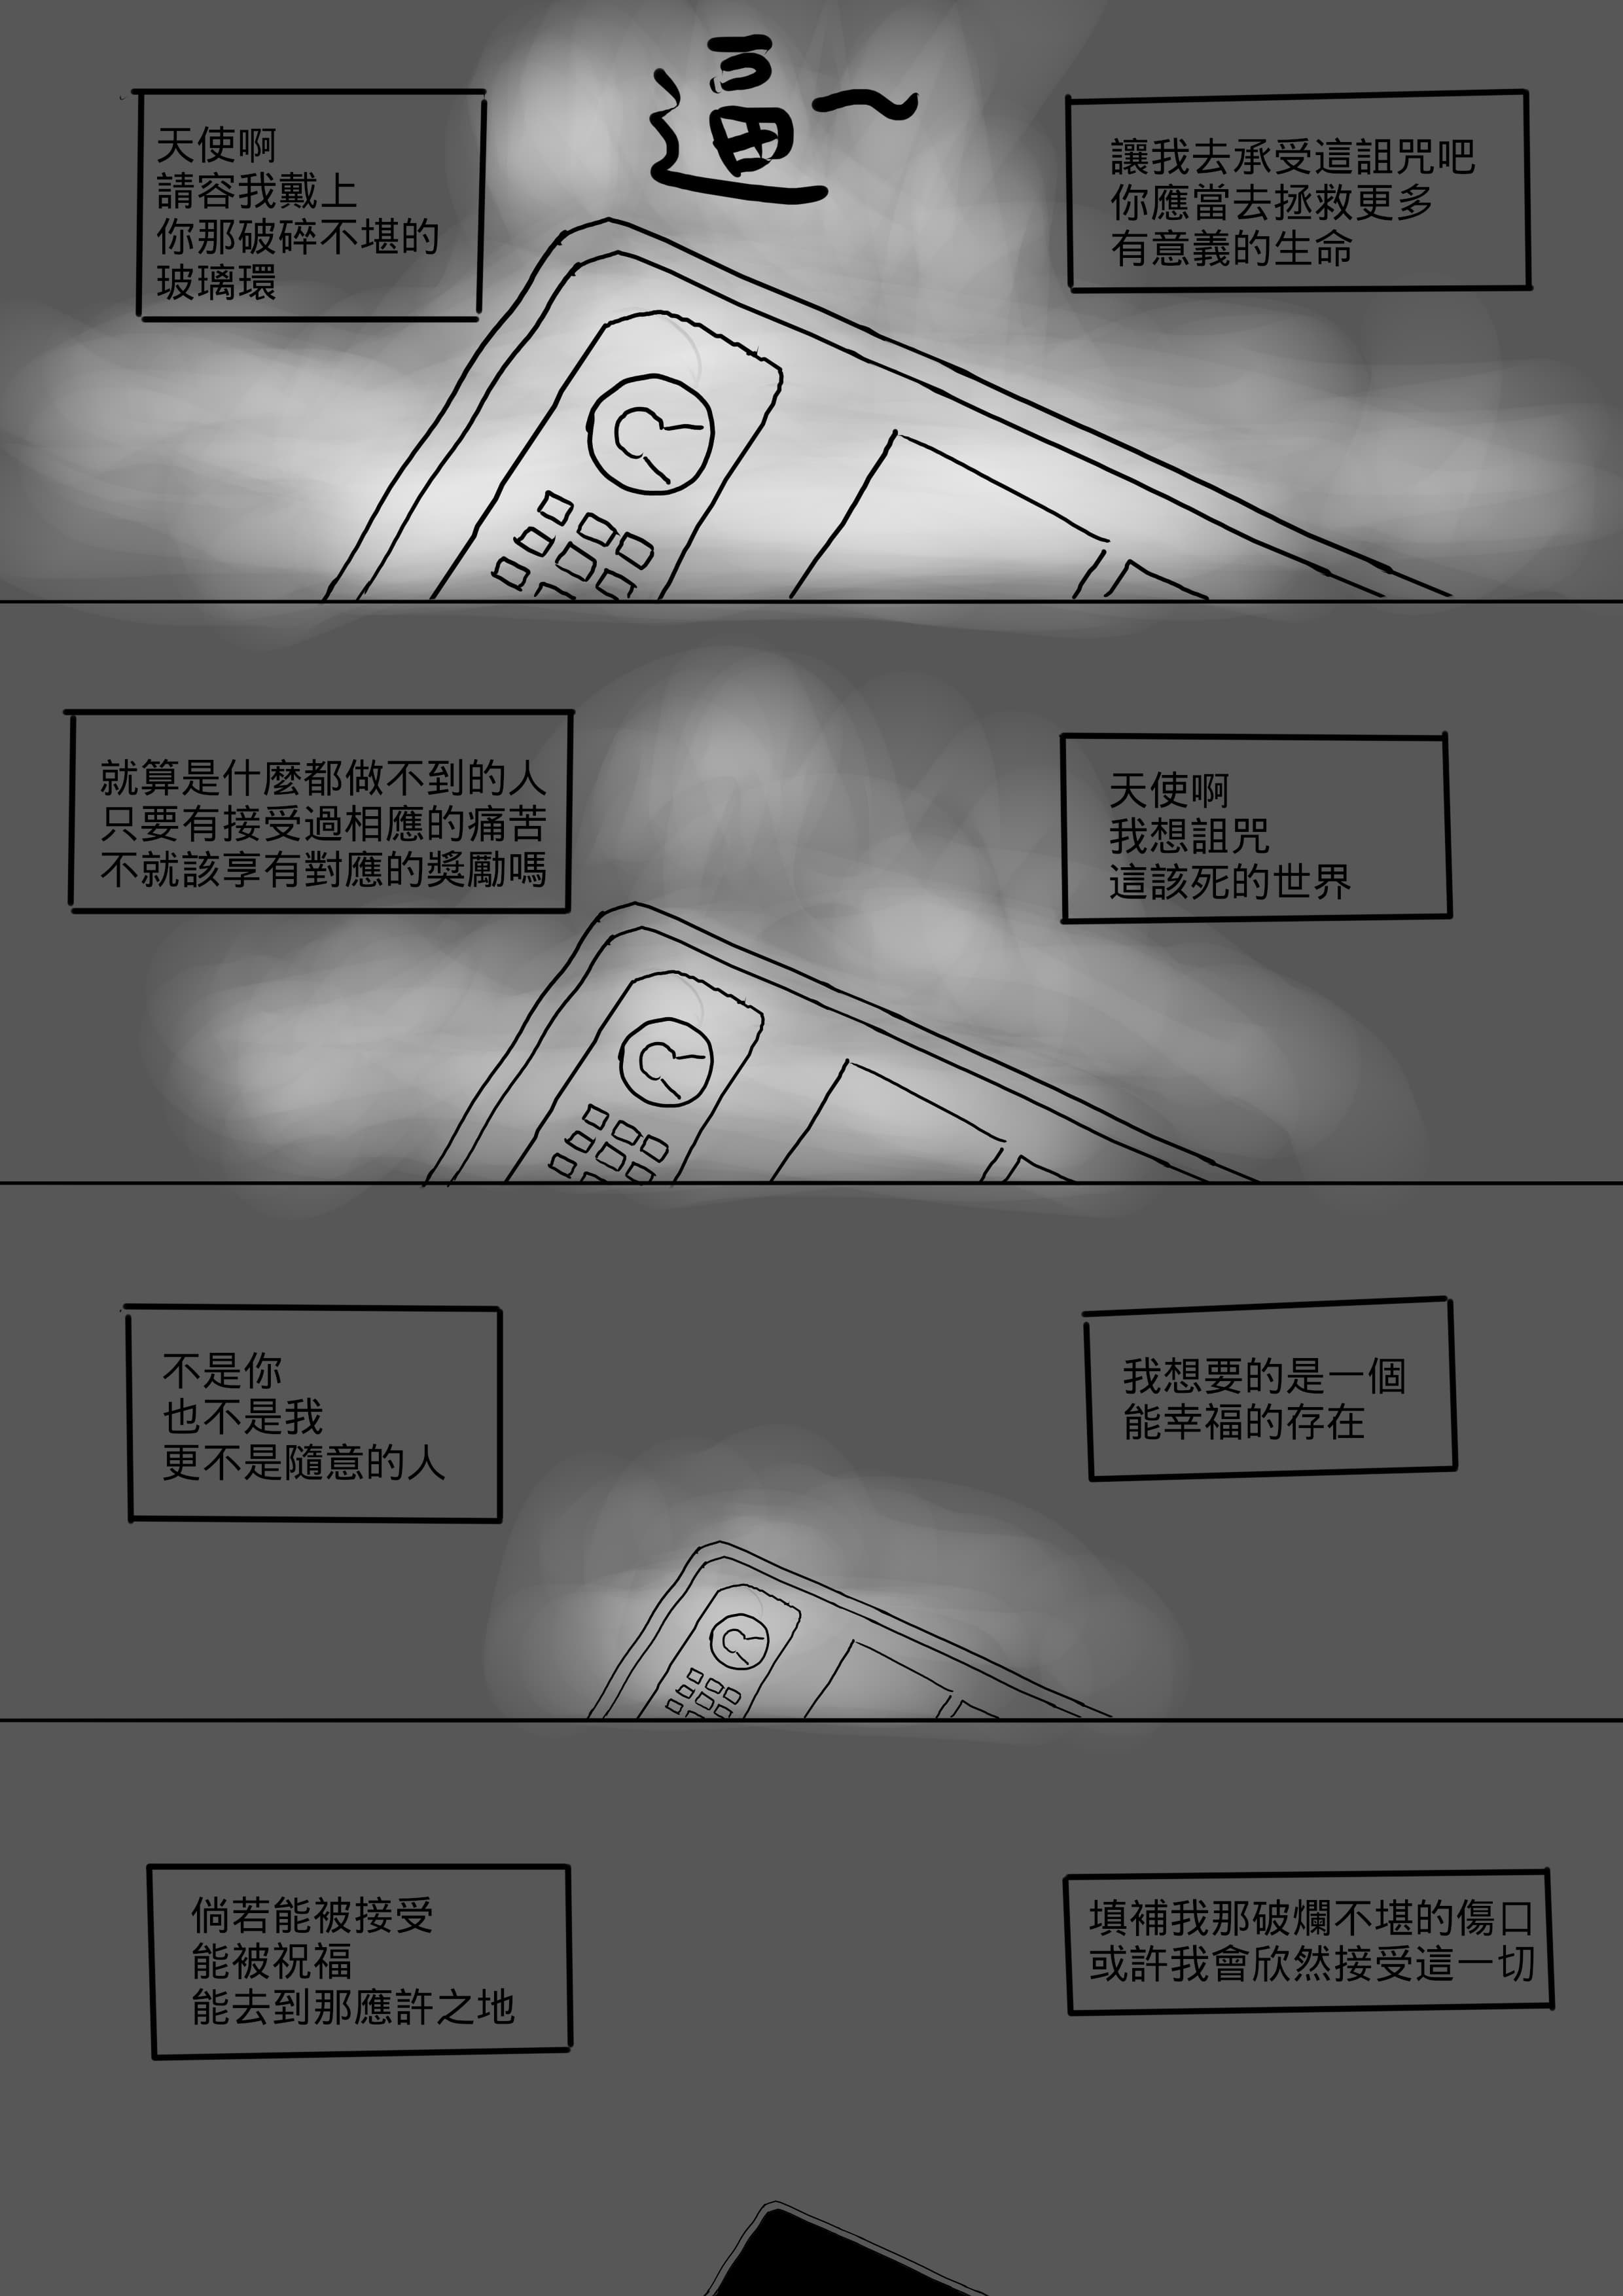 逼~
天使啊
請容我戴上
你那破碎不堪的
玻璃環
讓我去承受這詛咒吧
你應當去拯救更多
有意義的生命
就算是什麼都做不到的人
只要有接受過相應的痛苦
不就該享有對應的獎勵嗎
天使啊
我想詛咒
這該死的世界
不是你
也不是我
更不是隨意的人
我想要的是一個
能幸福的存在
倘若能被接受
能被祝福
能去到那應許之地
填補我那破爛不堪的傷口
或許我會欣然接受這一切